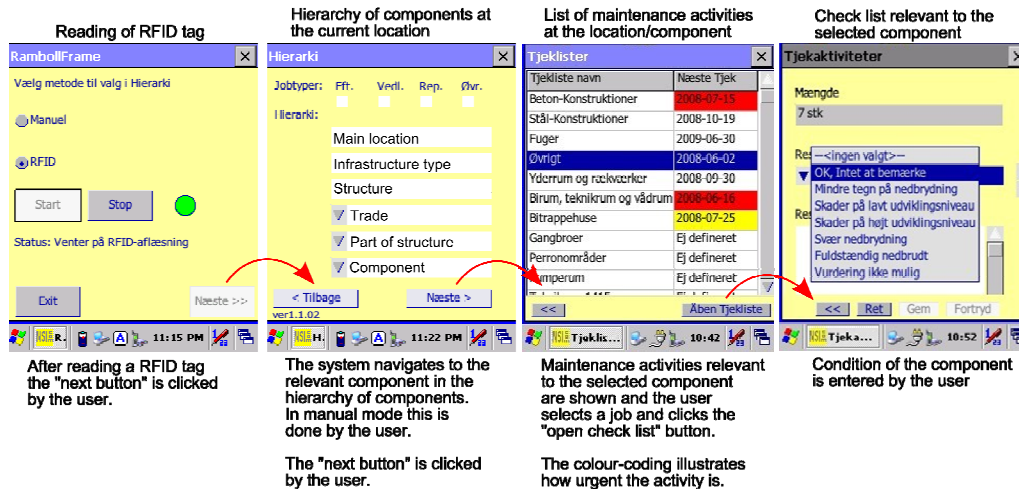 Reading of RFID tag
RambollFrame
Vælg metode til valg i Hierarki
Manuel
RFID
Start
Stop
Status: Venter på RFID-aflæsning
Exit
Næste >>
NSIER.
A
11:15 PM
After reading a RFID tag
the "next button" is clicked
by the user.
Hierarchy of components at
the current location
Hierarki
Jobtyper: Eft. Vedl. Rep. Øvr.
Hierarki:
Main location
Infrastructure type
Structure
Trade
Part of structure
Component
< Tilbage
Næste >
ver1.1.02
A
11:22 PM
The system navigates to the
relevant component in the
hierarchy of components.
In manual mode this is
done by the user.
The "next button" is clicked
by the user.
List of maintenance activities
at the location/component
Tjeklister
Tjekliste navn Næste Tjek
Beton-Konstruktioner 2008-07-15
Stål-Konstruktioner 2008-10-19
Fuger 2009-06-30
Øvrigt 2008-06-02
Yderrum og rækværker 2008-09-30
Birum, teknikrum og vådrum 2008-06-16
Bitrappehuse 2008-07-25
Gangbroer Ej defineret
Perronområder Ej defineret
Pumperum Ej defineret
<<
Åben Tjekliste
Tjeklis...
10:42
Maintenance activities relevant
to the selected component
are shown and the user
selects a job and clicks the
"open check list" button.
The colour-coding illustrates
how urgent the activity is.
Check list relevant to the
selected component
Tjekaktiviteter
Mængde
7 stk
Res
--<ingen valgt>--
OK, Intet at bemærke
Mindre tegn på nedbrydning
Skader på lavt udviklingsniveau
Skader på højt udviklingsniveau
Svær nedbrydning
Fuldstændig nedbrudt
Vurdering ikke mulig
Res
<<
Ret
Gem
Fortryd
Tjeka...
10:52
Condition of the component
is entered by the user